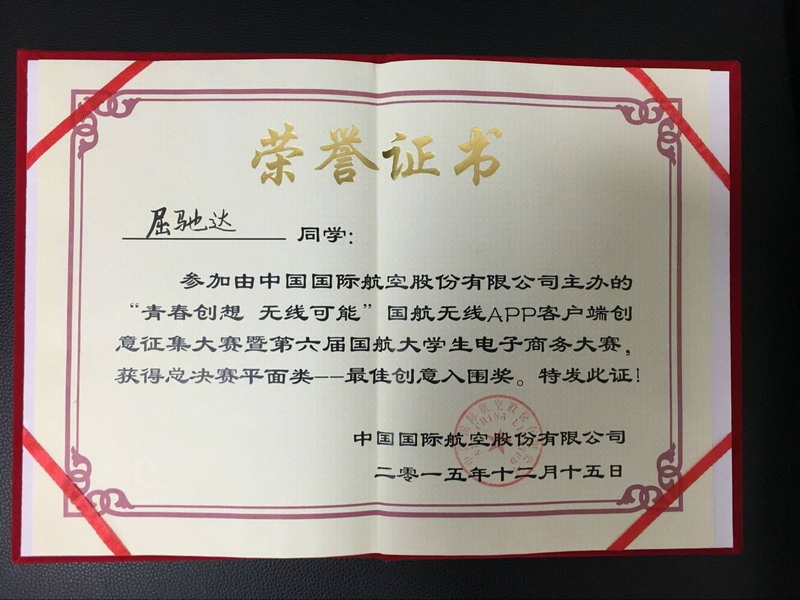 荣誉证书
屈驰达 同学：
参加由中国国际航空股份有限公司主办的
“青春创想 无线可能”国航无线APP客户端创
意征集大赛暨第六届国航大学生电子商务大赛，
获得总决赛平面类--最佳创意入围奖。特发此证！
中国国际航空股份有限公司
二零一五年十二月十五日